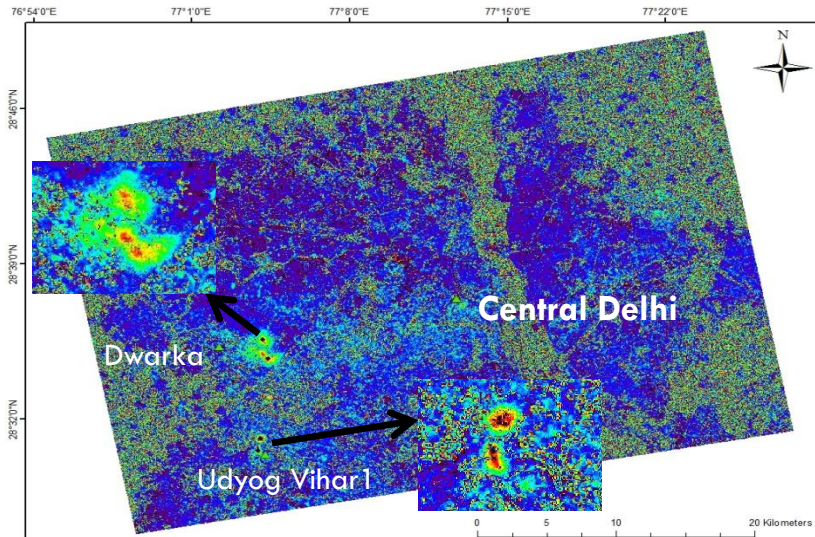 76°54'0"E 77°1'0"E 77°8'0"E 77°15'0"E 77°22'0"E
N
28°46'0"N
28°39'0"N
Central Delhi
Dwarka
28°32'0"N
Udyog Vihar1
0 5 10 20 Kilometers